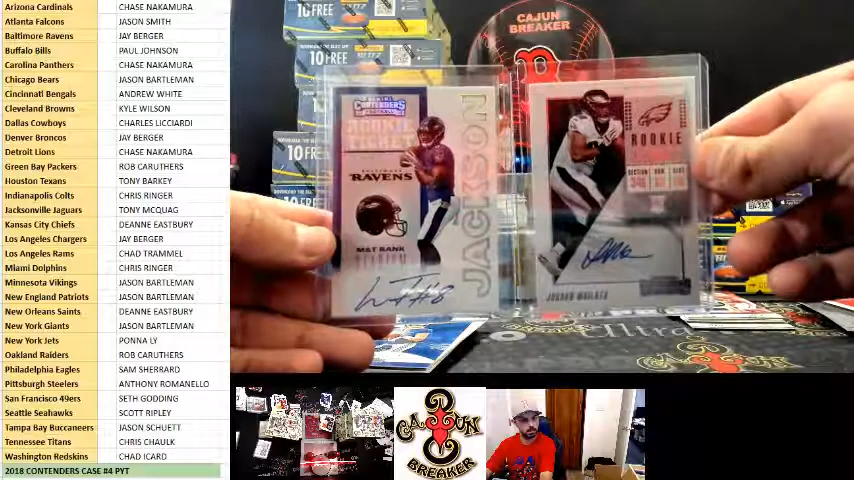 Arizona Cardinals CHASE NAKAMURA
Atlanta Falcons JASON SMITH
Baltimore Ravens JAY BERGER
Buffalo Bills PAUL JOHNSON
Carolina Panthers CHASE NAKAMURA
Chicago Bears JASON BARTLEMAN
Cincinnati Bengals ANDREW WHITE
Cleveland Browns KYLE WILSON
Dallas Cowboys CHARLES LICCIARDI
Denver Broncos JAY BERGER
Detroit Lions CHASE NAKAMURA
Green Bay Packers ROB CARUTHERS
Houston Texans TONY BARKEY
Indianapolis Colts CHRIS RINGER
Jacksonville Jaguars TONY MCQUAG
Kansas City Chiefs DEANNE EASTBURY
Los Angeles Chargers JAY BERGER
Los Angeles Rams CHAD TRAMMEL
Miami Dolphins CHRIS RINGER
Minnesota Vikings JASON BARTLEMAN
New England Patriots JASON BARTLEMAN
New Orleans Saints DEANNE EASTBURY
New York Giants JASON BARTLEMAN
New York Jets PONNA LY
Oakland Raiders ROB CARUTHERS
Philadelphia Eagles SAM SHERRARD
Pittsburgh Steelers ANTHONY ROMANELLO
San Francisco 49ers SETH GODDING
Seattle Seahawks SCOTT RIPLEY
Tampa Bay Buccaneers JASON SCHUETT
Tennessee Titans CHRIS CHAULK
Washington Redskins CHAD ICARD
2018 CONTENDERS CASE #4 PYT
CAJUN
BREAKER
10 FREE
CONTENDERS
ROOKIE
TICKET
RAVENS
M&T BANK
JACKSON
ROOKIE
SECTION ROW
CAJUN
BREAKER